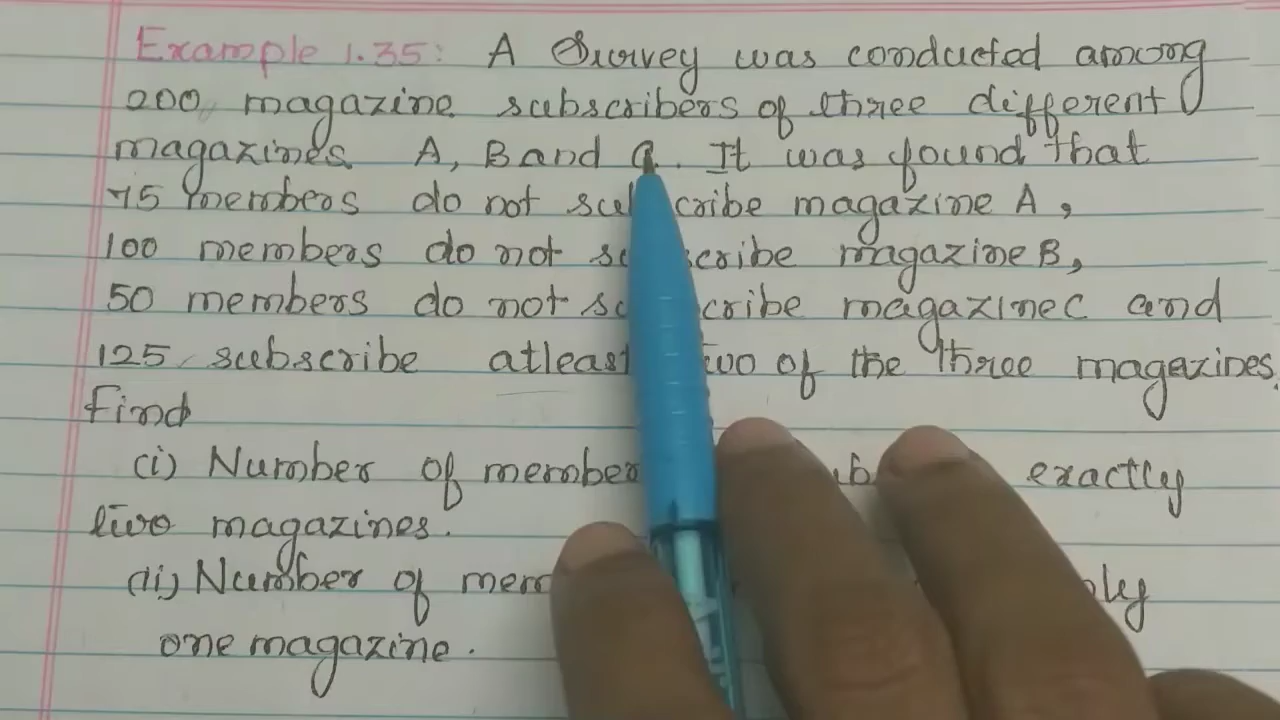 Example 1.35: A Survey was conducted among
200 magazine subscribers of three different
magazines A, B and C. It was found that
75 members do not subscribe magazine A,
100 members do not subscribe magazine B,
50 members do not subscribe magazine C and
125 subscribe atleast two of the three magazines.
Find
(i) Number of members exactly
two magazines.
(ii) Number of
one magazine.